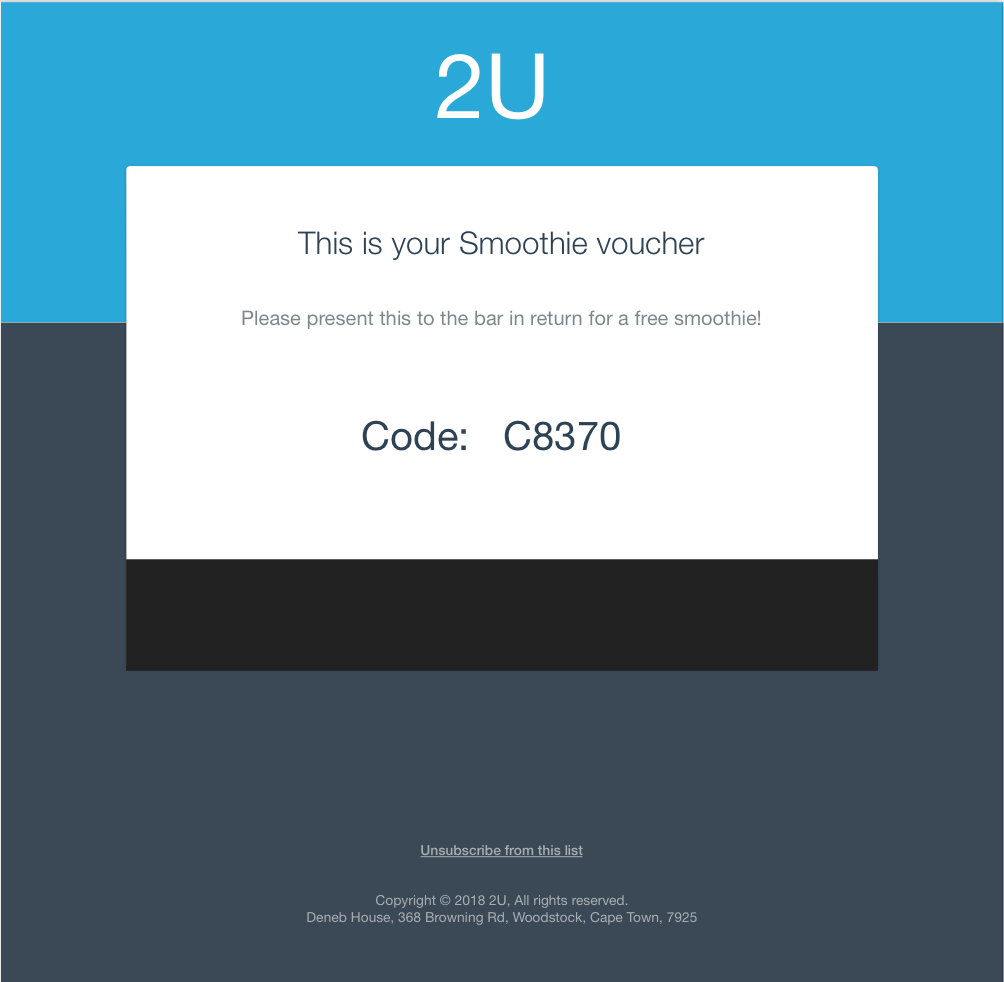 2U
This is your Smoothie voucher
Please present this to the bar in return for a free smoothie!
Code: C8370
Unsubscribe from this list
Copyright © 2018 2U, All rights reserved.
Deneb House, 368 Browning Rd, Woodstock, Cape Town, 7925